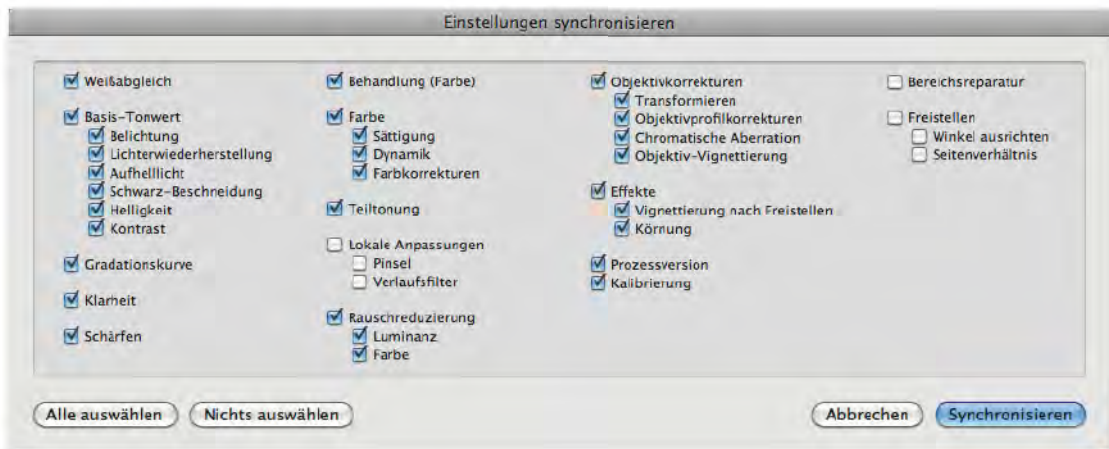 Einstellungen synchronisieren
Weißabgleich
Basis-Tonwert
Belichtung
Lichterwiederherstellung
Aufhelllicht
Schwarz-Beschneidung
Helligkeit
Kontrast
Gradationskurve
Klarheit
Schärfen
Behandlung (Farbe)
Farbe
Sättigung
Dynamik
Farbkorrekturen
Teiltonung
Lokale Anpassungen
Pinsel
Verlaufsfilter
Rauschreduzierung
Luminanz
Farbe
Objektivkorrekturen
Transformieren
Objektivprofilkorrekturen
Chromatische Aberration
Objektiv-Vignettierung
Effekte
Vignettierung nach Freistellen
Körnung
Prozessversion
Kalibrierung
Bereichsreparatur
Freistellen
Winkel ausrichten
Seitenverhältnis
Alle auswählen
Nichts auswählen
Abbrechen
Synchronisieren